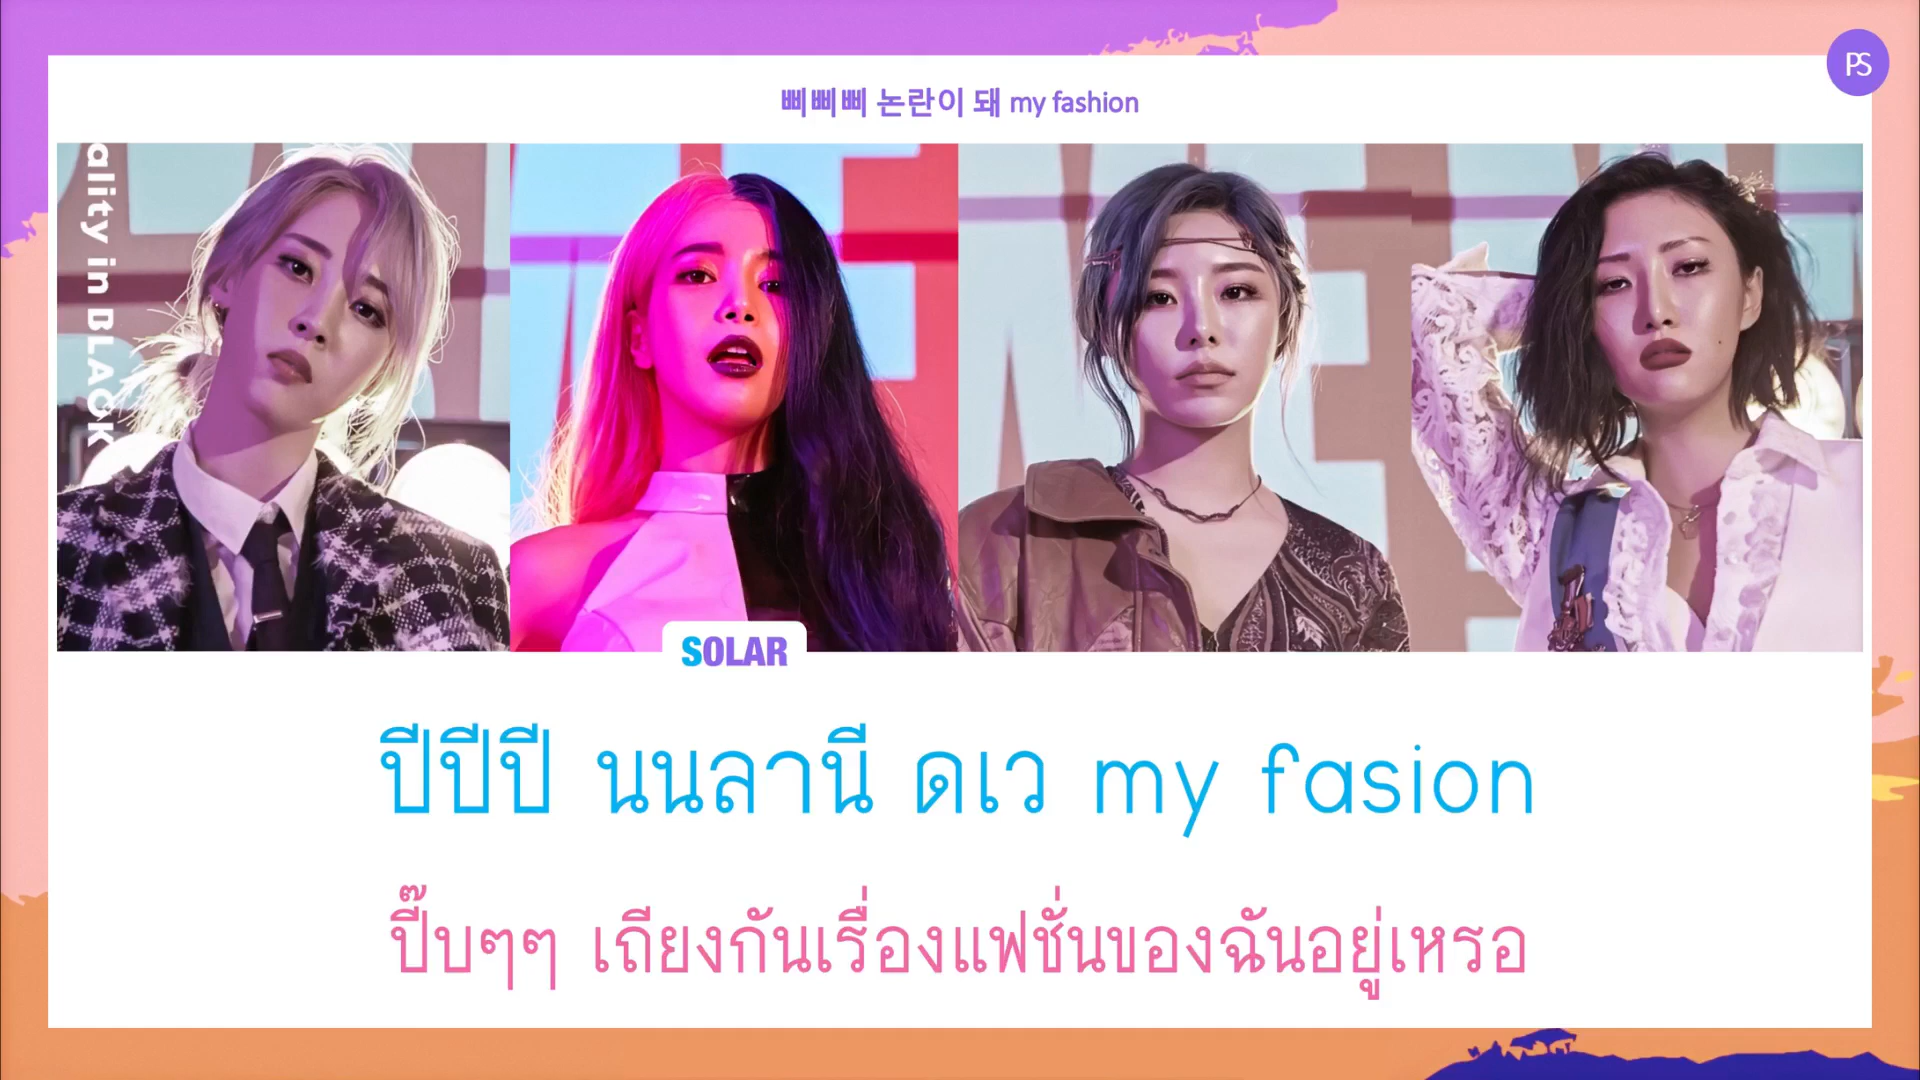 PS
삐삐삐 논란이 돼 my fashion
ality in BLACK
SOLAR
ปีปีปี นนลานี ดเว my fasion
ปี๊บๆๆ เถียงกันเรื่องแฟชั่นของฉันอยู่เหรอ